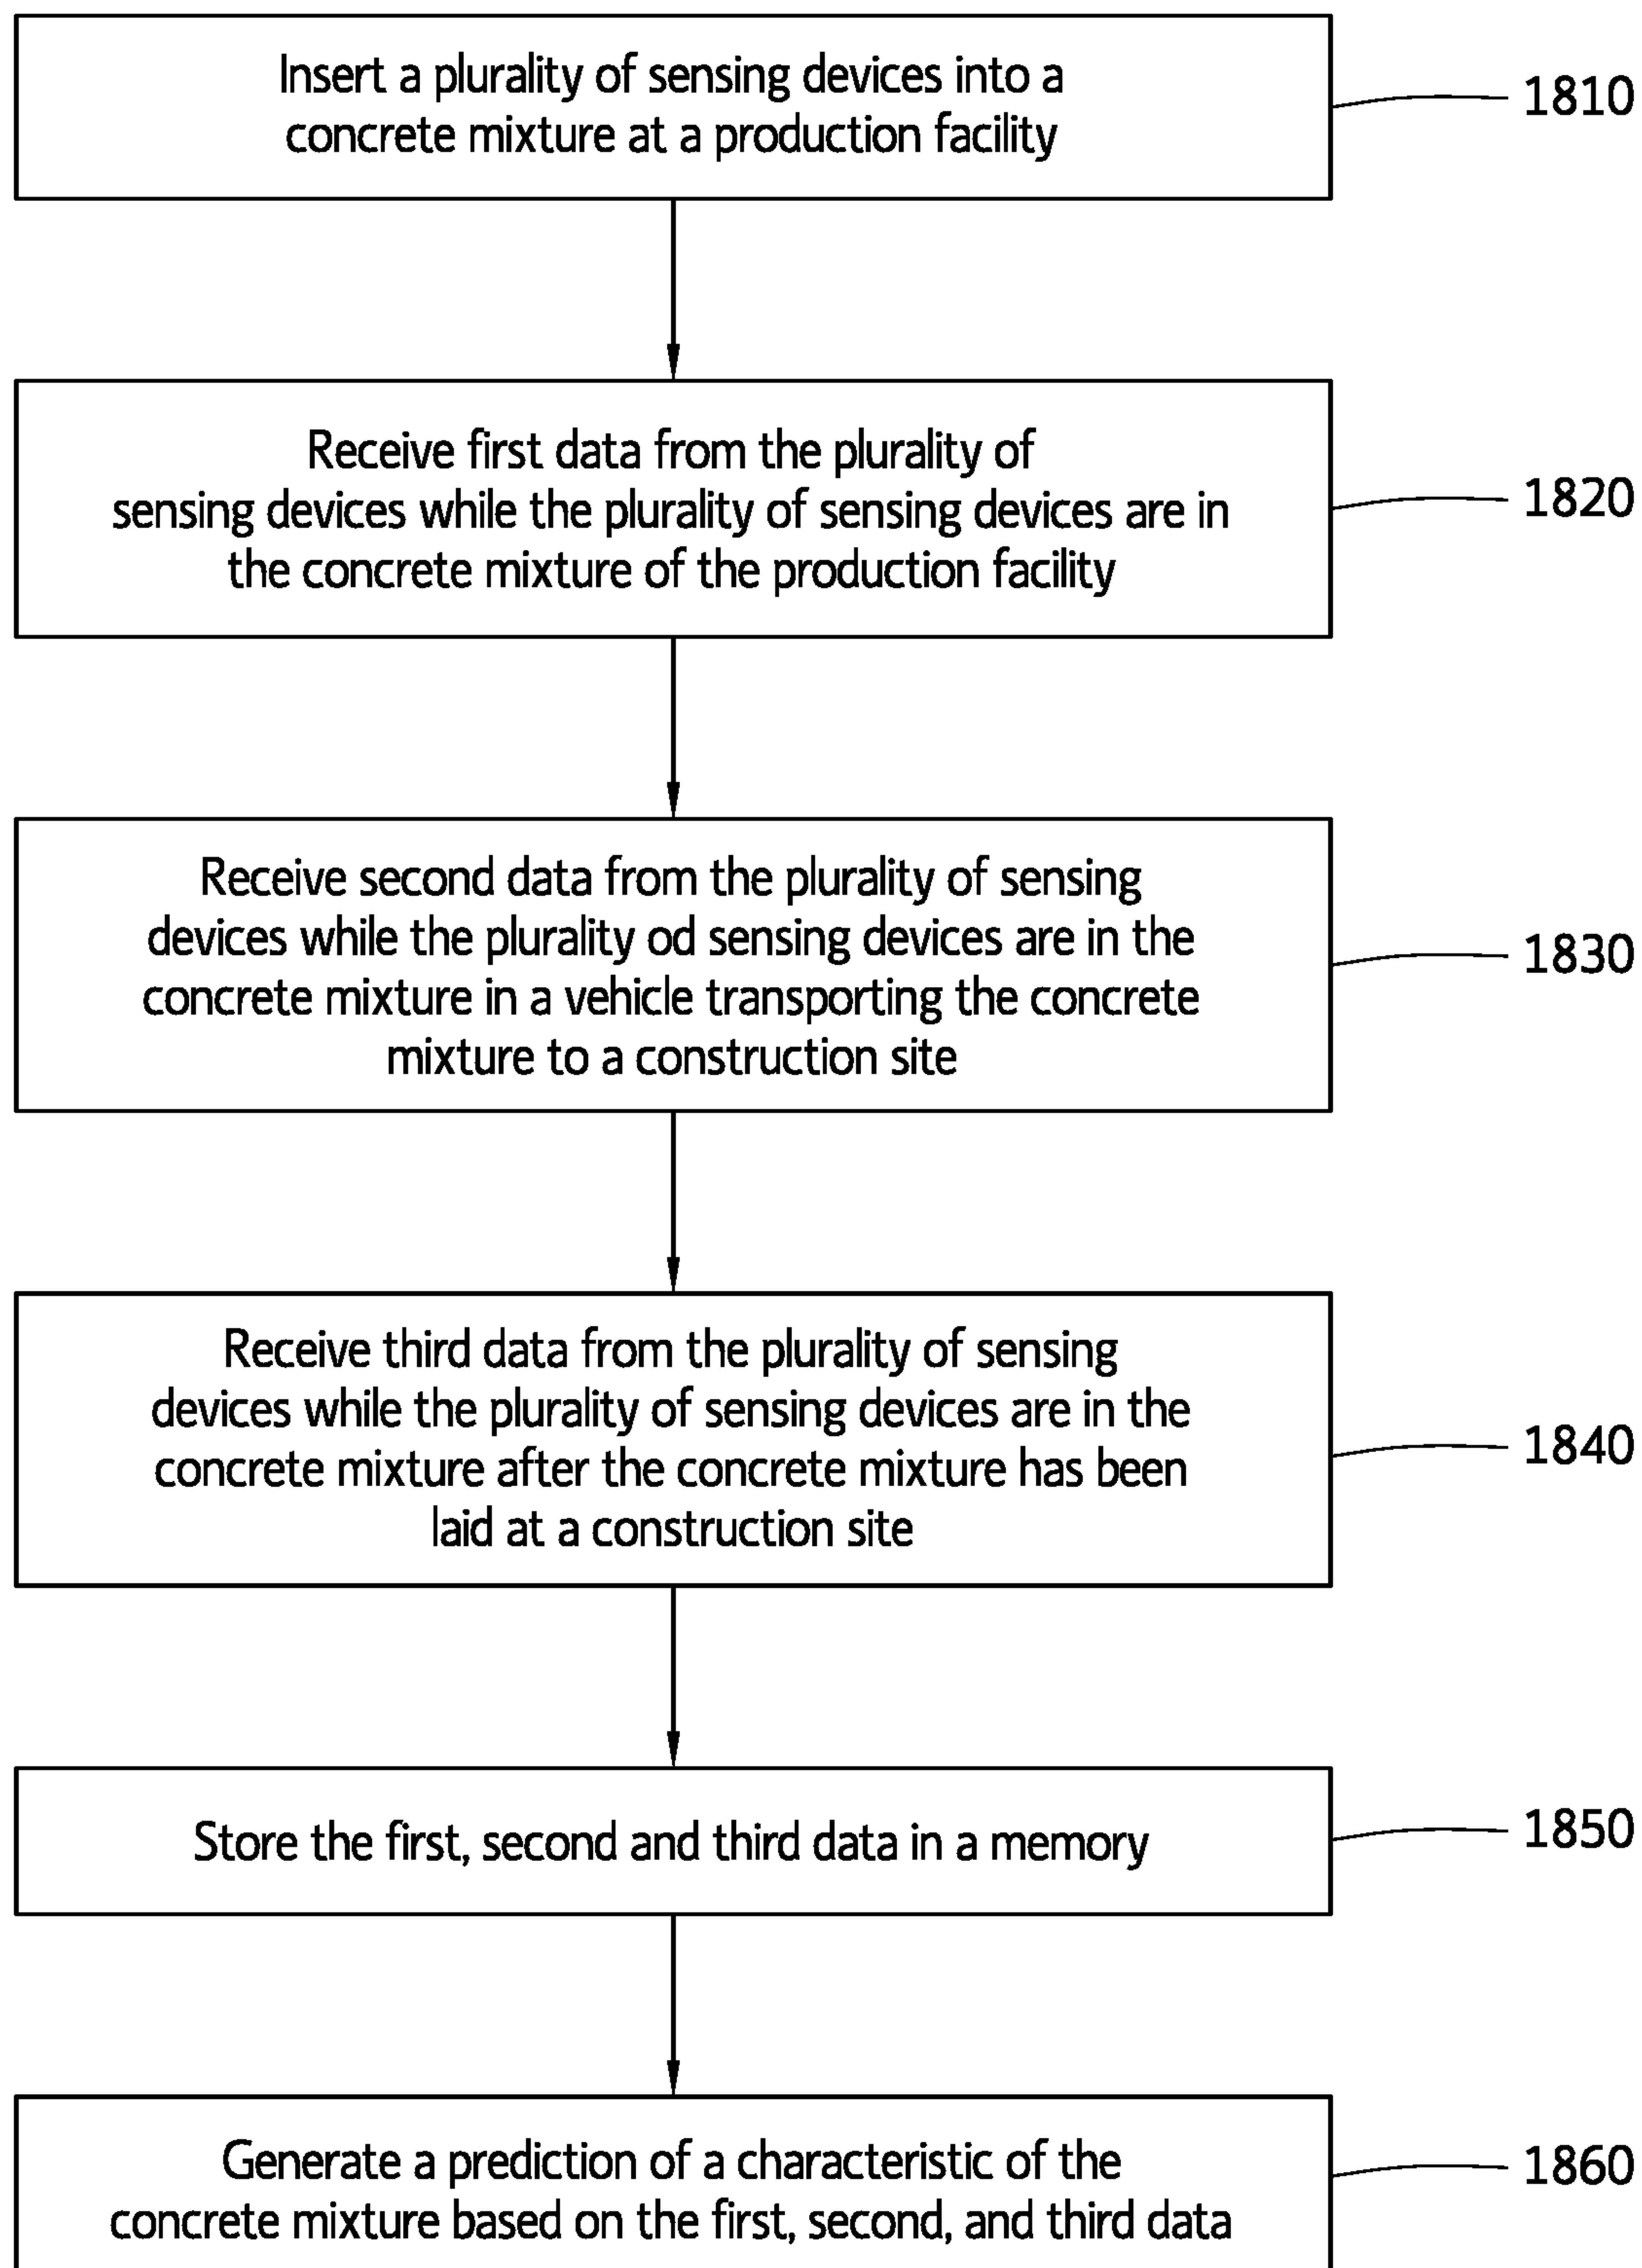 Insert a plurality of sensing devices into a
concrete mixture at a production facility
1810
Receive first data from the plurality of
sensing devices while the plurality of sensing devices are in
the concrete mixture of the production facility
1820
Receive second data from the plurality of sensing
devices while the plurality od sensing devices are in the
concrete mixture in a vehicle transporting the concrete
mixture to a construction site
1830
Receive third data from the plurality of sensing
devices while the plurality of sensing devices are in the
concrete mixture after the concrete mixture has been
laid at a construction site
1840
Store the first, second and third data in a memory
1850
Generate a prediction of a characteristic of the
concrete mixture based on the first, second, and third data
1860